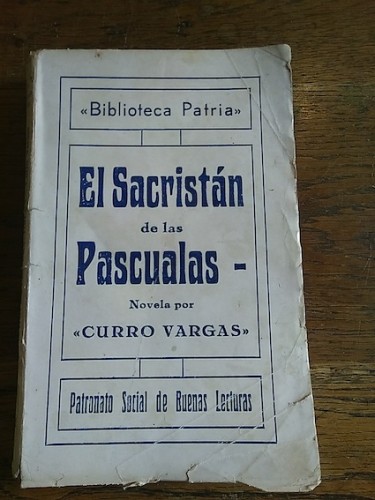 «Biblioteca Patria»
El Sacristán
de las
Pascualas -
Novela por
«CURRO VARGAS»
Patronato Social de Buenas Lecturas